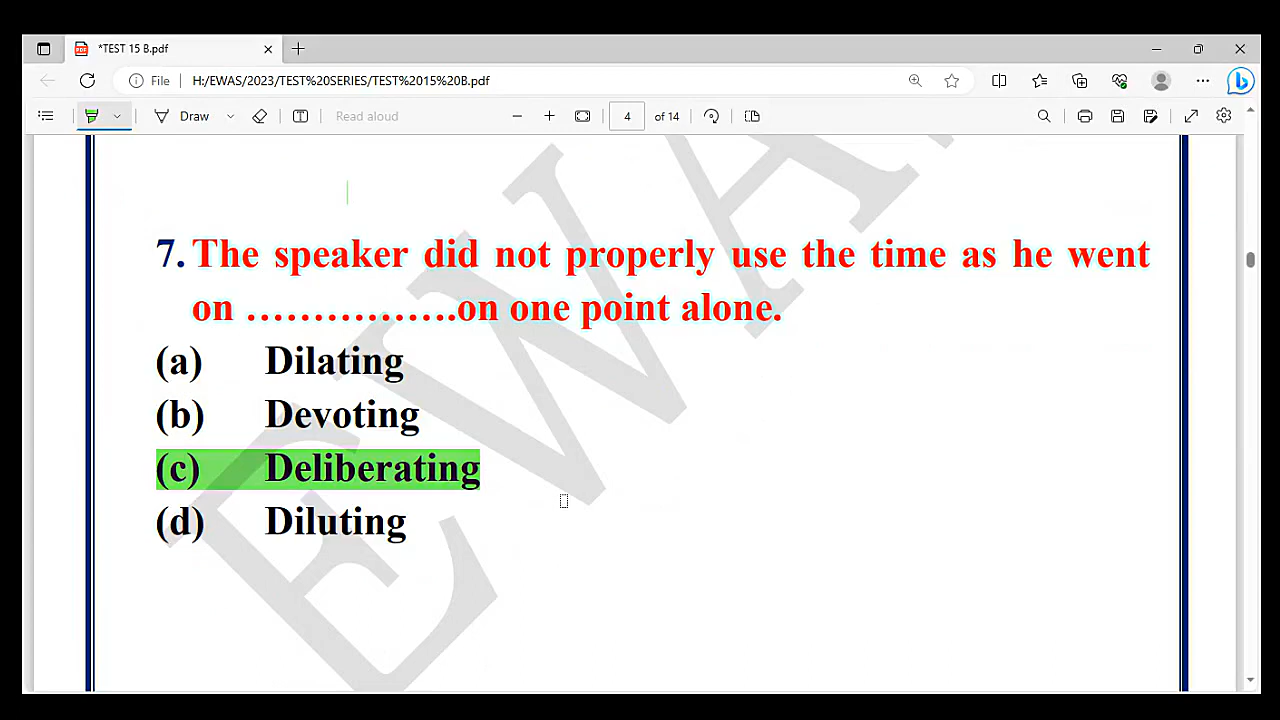 *TEST 15 B.pdf
File H:/EWAS/2023/TEST%20SERIES/TEST%2015%20B.pdf
Draw Read aloud 4 of 14
7. The speaker did not properly use the time as he went
on …………….on one point alone.
(a) Dilating
(b) Devoting
(c) Deliberating
(d) Diluting
EWA